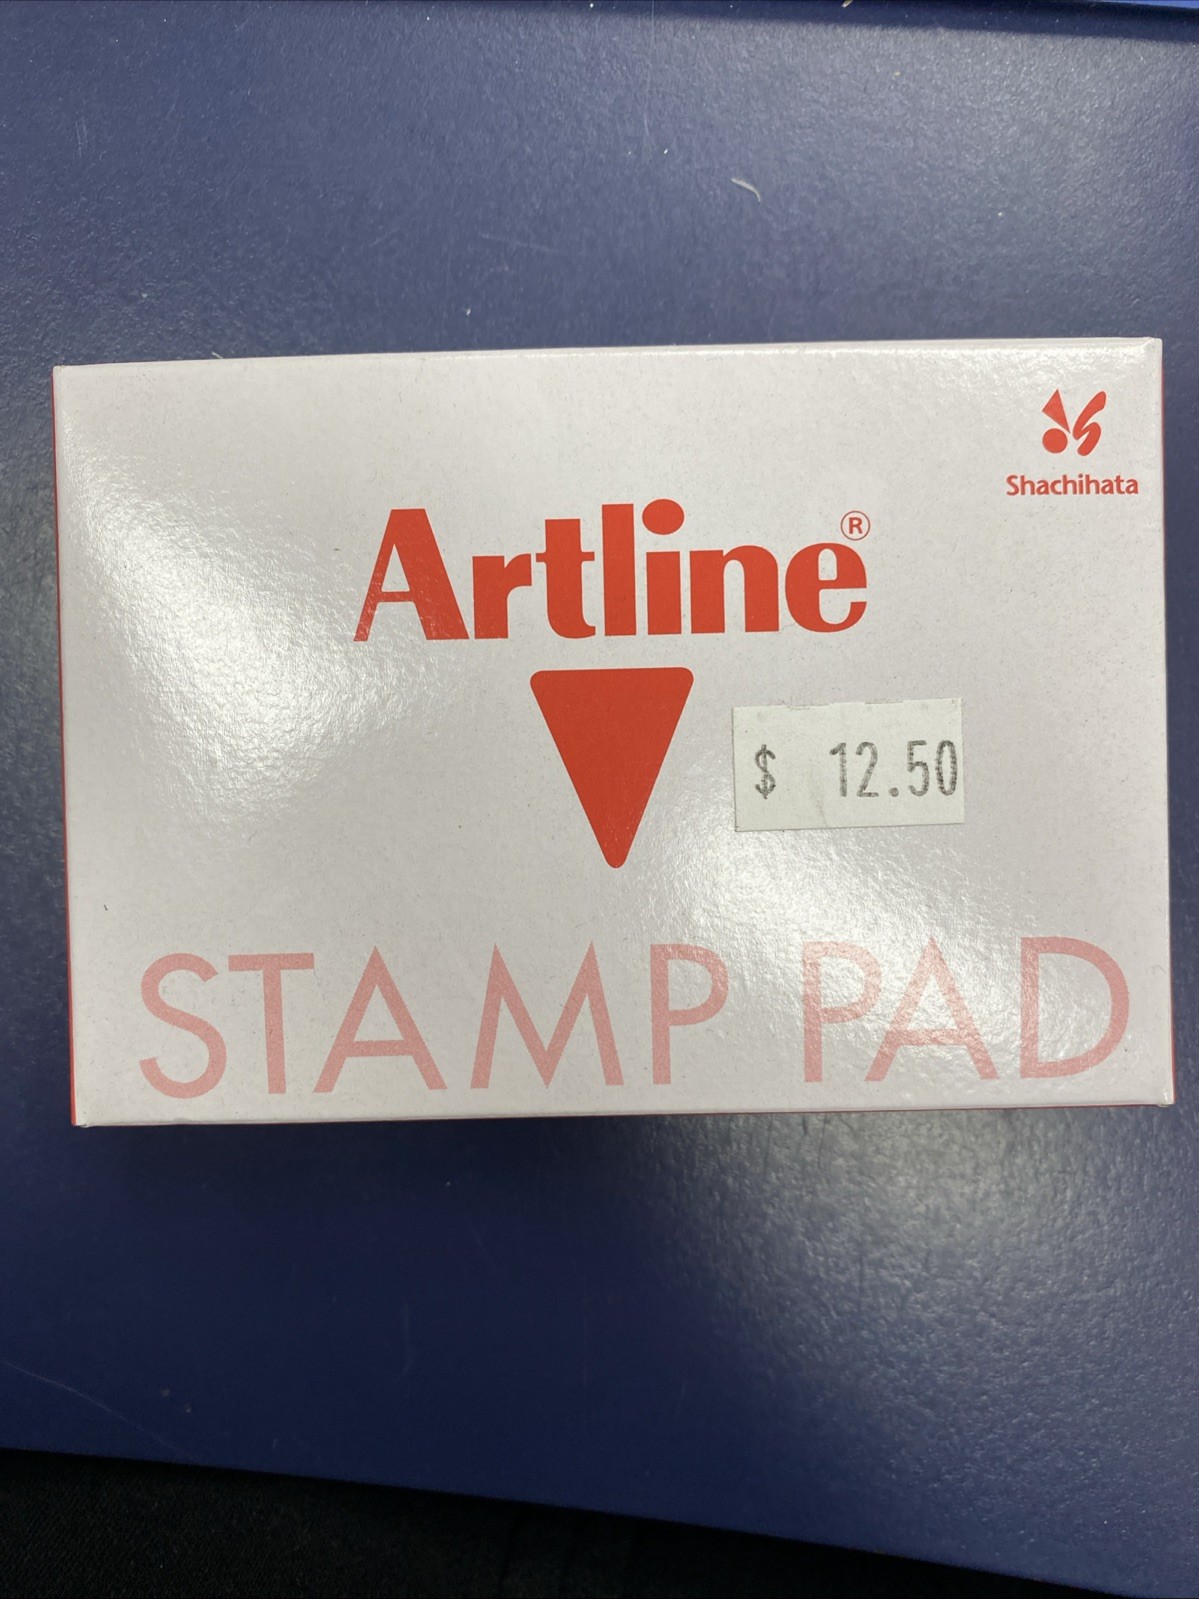 Shachihata
Artline®
$ 12.50
STAMP PAD